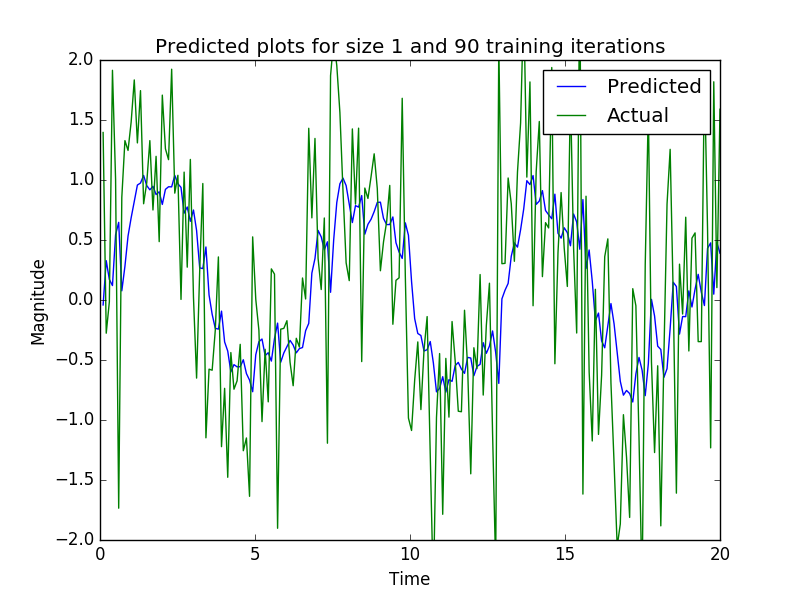 Predicted plots for size 1 and 90 training iterations
Predicted
Actual
2.0
1.5
1.0
0.5
0.0
−0.5
−1.0
−1.5
−2.0
Magnitude
0 5 10 15 20
Time